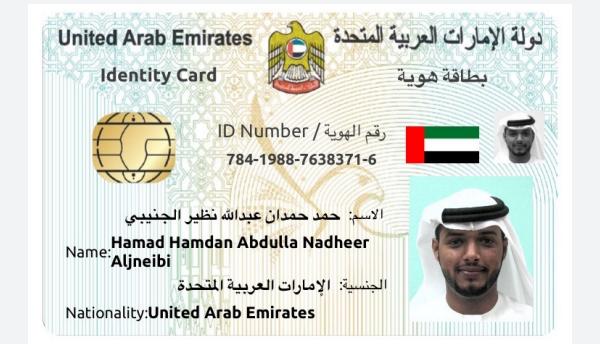 United Arab Emirates
دولة الإمارات العربية المتحدة
Identity Card
بطاقة هوية
ID Number / رقم الهوية
784-1988-7638371-6
الاسم: حمد حمدان عبدالله نظير الجنيبي
Name:Hamad Hamdan Abdulla Nadheer
Aljneibi
الجنسية: الإمارات العربية المتحدة
Nationality:United Arab Emirates